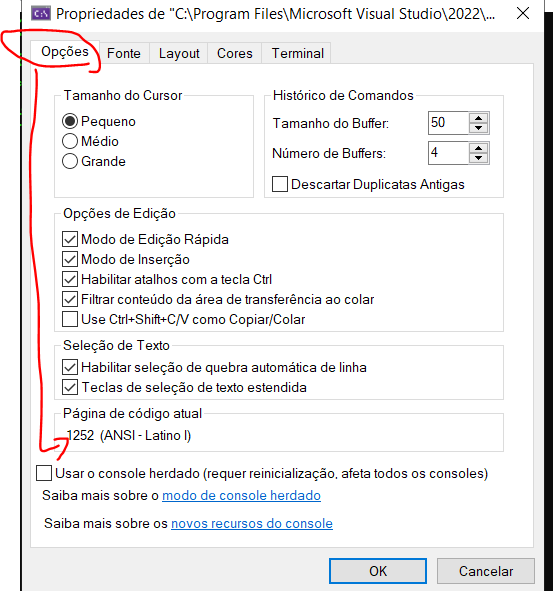 Propriedades de "C:\Program Files\Microsoft Visual Studio\2022\...
Opções Fonte Layout Cores Terminal
Tamanho do Cursor
Pequeno
Médio
Grande
Histórico de Comandos
Tamanho do Buffer: 50
Número de Buffers: 4
Descartar Duplicatas Antigas
Opções de Edição
Modo de Edição Rápida
Modo de Inserção
Habilitar atalhos com a tecla Ctrl
Filtrar conteúdo da área de transferência ao colar
Use Ctrl+Shift+C/V como Copiar/Colar
Seleção de Texto
Habilitar seleção de quebra automática de linha
Teclas de seleção de texto estendida
Página de código atual
1252 (ANSI - Latino I)
Usar o console herdado (requer reinicialização, afeta todos os consoles)
Saiba mais sobre o modo de console herdado
Saiba mais sobre os novos recursos do console
OK Cancelar